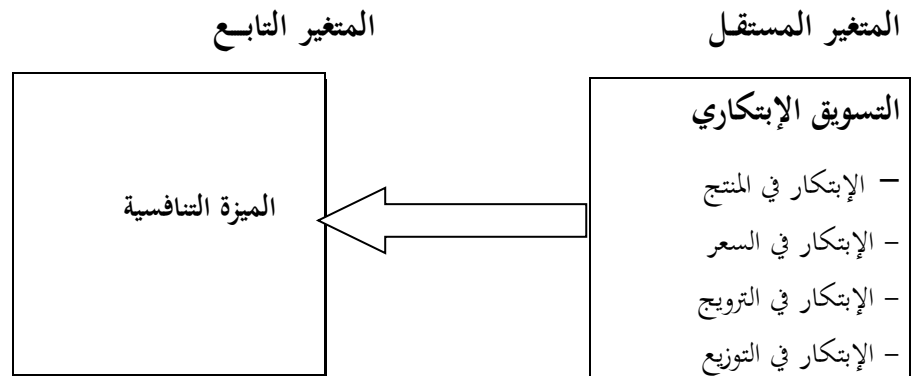 المتغير المستقل
المتغير التابع
التسويق الإبتكاري
– الإبتكار في المنتج
– الإبتكار في السعر
– الإبتكار في الترويج
– الإبتكار في التوزيع
الميزة التنافسية